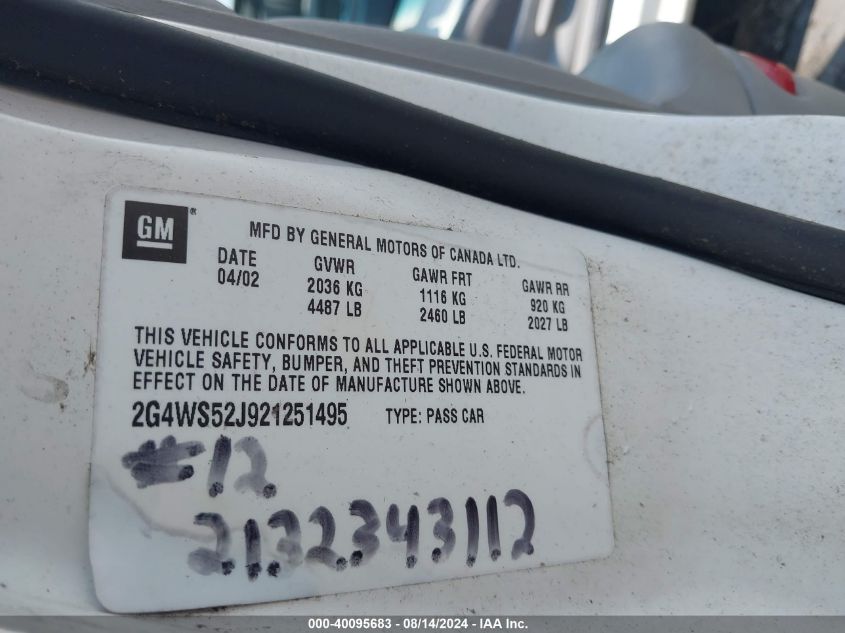 GM
MFD BY GENERAL MOTORS OF CANADA LTD.
DATE GVWR GAWR FRT GAWR RR
04/02 2036 KG 1116 KG 920 KG
4487 LB 2460 LB 2027 LB
THIS VEHICLE CONFORMS TO ALL APPLICABLE U.S. FEDERAL MOTOR
VEHICLE SAFETY, BUMPER, AND THEFT PREVENTION STANDARDS IN
EFFECT ON THE DATE OF MANUFACTURE SHOWN ABOVE.
2G4WS52J921251495 TYPE: PASS CAR
#12
2132343112
000-40095683 - 08/14/2024 - IAA Inc.